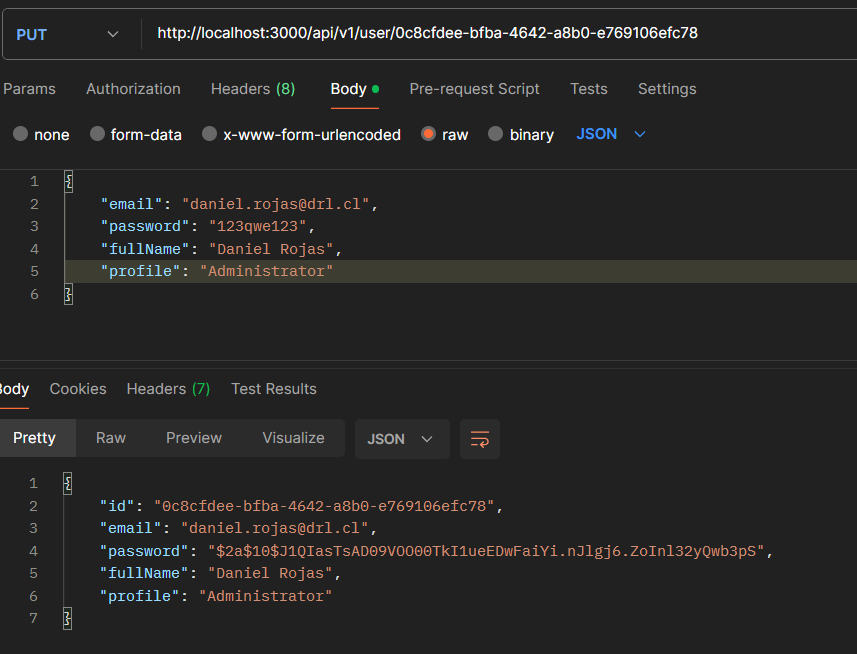 PUT http://localhost:3000/api/v1/user/0c8cfdee-bfba-4642-a8b0-e769106efc78
Params Authorization Headers (8) Body Pre-request Script Tests Settings
none form-data x-www-form-urlencoded raw binary JSON
1 {
2 "email": "daniel.rojas@drl.cl",
3 "password": "123qwe123",
4 "fullName": "Daniel Rojas",
5 "profile": "Administrator"
6 }
Body Cookies Headers (7) Test Results
Pretty Raw Preview Visualize JSON
1 {
2 "id": "0c8cfdee-bfba-4642-a8b0-e769106efc78",
3 "email": "daniel.rojas@drl.cl",
4 "password": "$2a$10$J1QIasTsAD09VOO00TkI1ueEDwFaiYi.nJlgj6.ZoInl32yQwb3pS",
5 "fullName": "Daniel Rojas",
6 "profile": "Administrator"
7 }